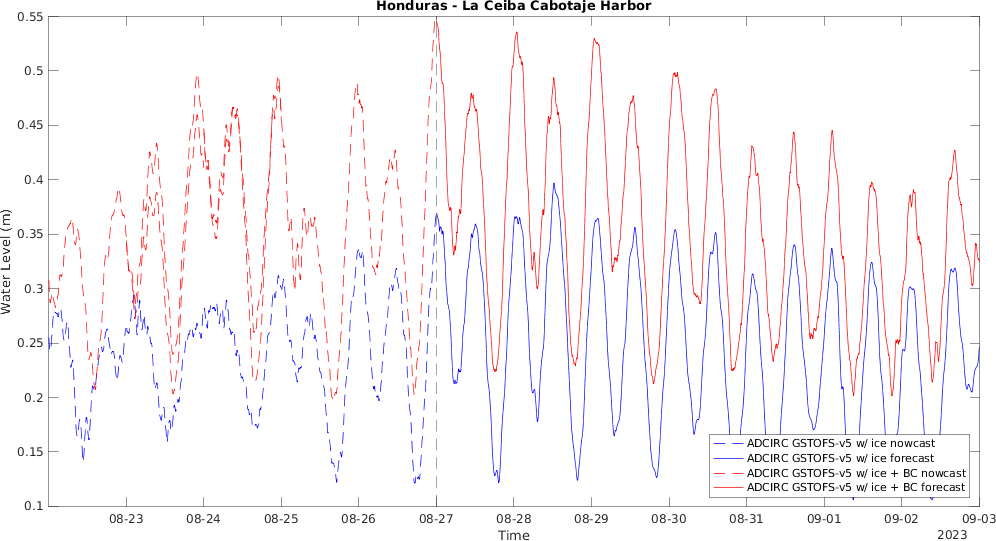 Honduras - La Ceiba Cabotaje Harbor
0.55
0.5
0.45
0.4
0.35
0.3
0.25
0.2
0.15
0.1
Water Level (m)
ADCIRC GSTOFS-v5 w/ ice nowcast
ADCIRC GSTOFS-v5 w/ ice forecast
ADCIRC GSTOFS-v5 w/ ice + BC nowcast
ADCIRC GSTOFS-v5 w/ ice + BC forecast
08-23 08-24 08-25 08-26 08-27 08-28 08-29 08-30 08-31 09-01 09-02 09-03
Time
2023